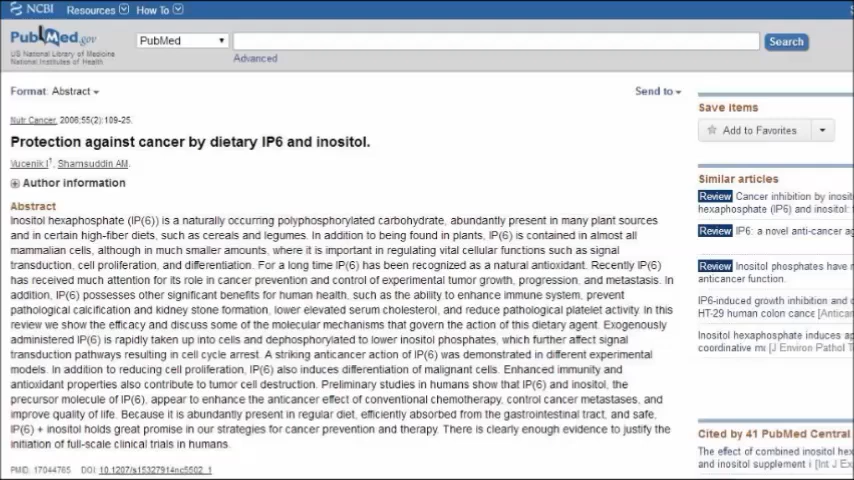 NCBI Resources How To
PubMed.gov
US National Library of Medicine
National Institutes of Health
PubMed
Search
Advanced
Format: Abstract
Send to
Nutr Cancer. 2006;55(2):109-25.
Protection against cancer by dietary IP6 and inositol.
Vucenik I1, Shamsuddin AM.
Author information
Abstract
Inositol hexaphosphate (IP(6)) is a naturally occurring polyphosphorylated carbohydrate, abundantly present in many plant sources
and in certain high-fiber diets, such as cereals and legumes. In addition to being found in plants, IP(6) is contained in almost all
mammalian cells, although in much smaller amounts, where it is important in regulating vital cellular functions such as signal
transduction, cell proliferation, and differentiation. For a long time IP(6) has been recognized as a natural antioxidant. Recently IP(6)
has received much attention for its role in cancer prevention and control of experimental tumor growth, progression, and metastasis. In
addition, IP(6) possesses other significant benefits for human health, such as the ability to enhance immune system, prevent
pathological calcification and kidney stone formation, lower elevated serum cholesterol, and reduce pathological platelet activity. In this
review we show the efficacy and discuss some of the molecular mechanisms that govern the action of this dietary agent. Exogenously
administered IP(6) is rapidly taken up into cells and dephosphorylated to lower inositol phosphates, which further affect signal
transduction pathways resulting in cell cycle arrest. A striking anticancer action of IP(6) was demonstrated in different experimental
models. In addition to reducing cell proliferation, IP(6) also induces differentiation of malignant cells. Enhanced immunity and
antioxidant properties also contribute to tumor cell destruction. Preliminary studies in humans show that IP(6) and inositol, the
precursor molecule of IP(6), appear to enhance the anticancer effect of conventional chemotherapy, control cancer metastases, and
improve quality of life. Because it is abundantly present in regular diet, efficiently absorbed from the gastrointestinal tract, and safe,
IP(6) + inositol holds great promise in our strategies for cancer prevention and therapy. There is clearly enough evidence to justify the
initiation of full-scale clinical trials in humans.
PMID: 17044765 DOI: 10.1207/s15327914nc5502_1
Save items
Add to Favorites
Similar articles
Review Cancer inhibition by inosit
hexaphosphate (IP6) and inositol:
Review IP6: a novel anti-cancer ag
Review Inositol phosphates have
anticancer function.
IP6-induced growth inhibition and
HT-29 human colon cance [Antican
Inositol hexaphosphate induces ap
coordinative mc [J Environ Pathol T
Cited by 41 PubMed Central
The effect of combined inositol hex
and inositol supplement i [Int J Ex